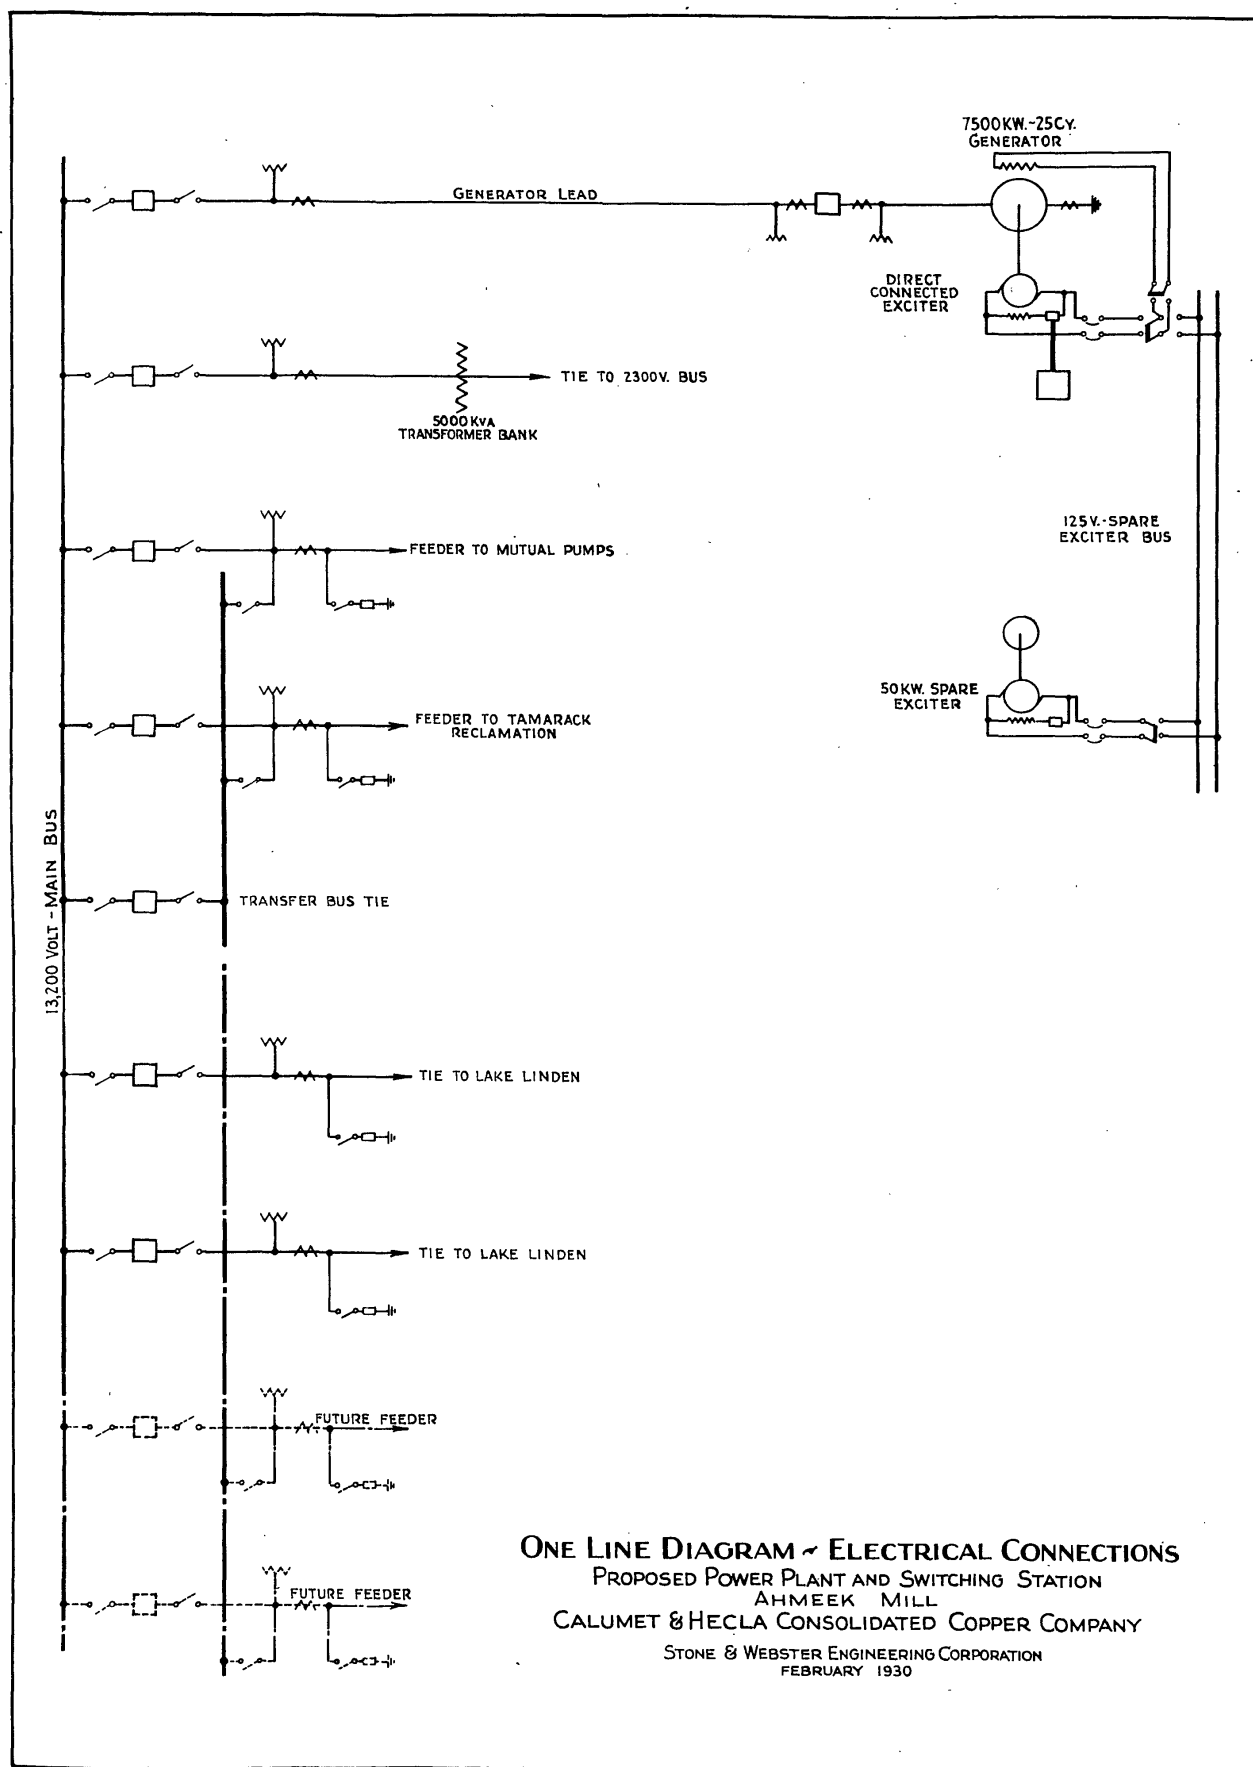 7500KW.-25CY.
GENERATOR
GENERATOR LEAD
DIRECT
CONNECTED
EXCITER
TIE TO 2300V. BUS
5000KVA
TRANSFORMER BANK
125V.-SPARE
EXCITER BUS
FEEDER TO MUTUAL PUMPS
50KW. SPARE
EXCITER
FEEDER TO TAMARACK
RECLAMATION
13,200 VOLT - MAIN BUS
TRANSFER BUS TIE
TIE TO LAKE LINDEN
TIE TO LAKE LINDEN
FUTURE FEEDER
FUTURE FEEDER
ONE LINE DIAGRAM ~ ELECTRICAL CONNECTIONS
PROPOSED POWER PLANT AND SWITCHING STATION
AHMEEK MILL
CALUMET & HECLA CONSOLIDATED COPPER COMPANY
STONE & WEBSTER ENGINEERING CORPORATION
FEBRUARY 1930